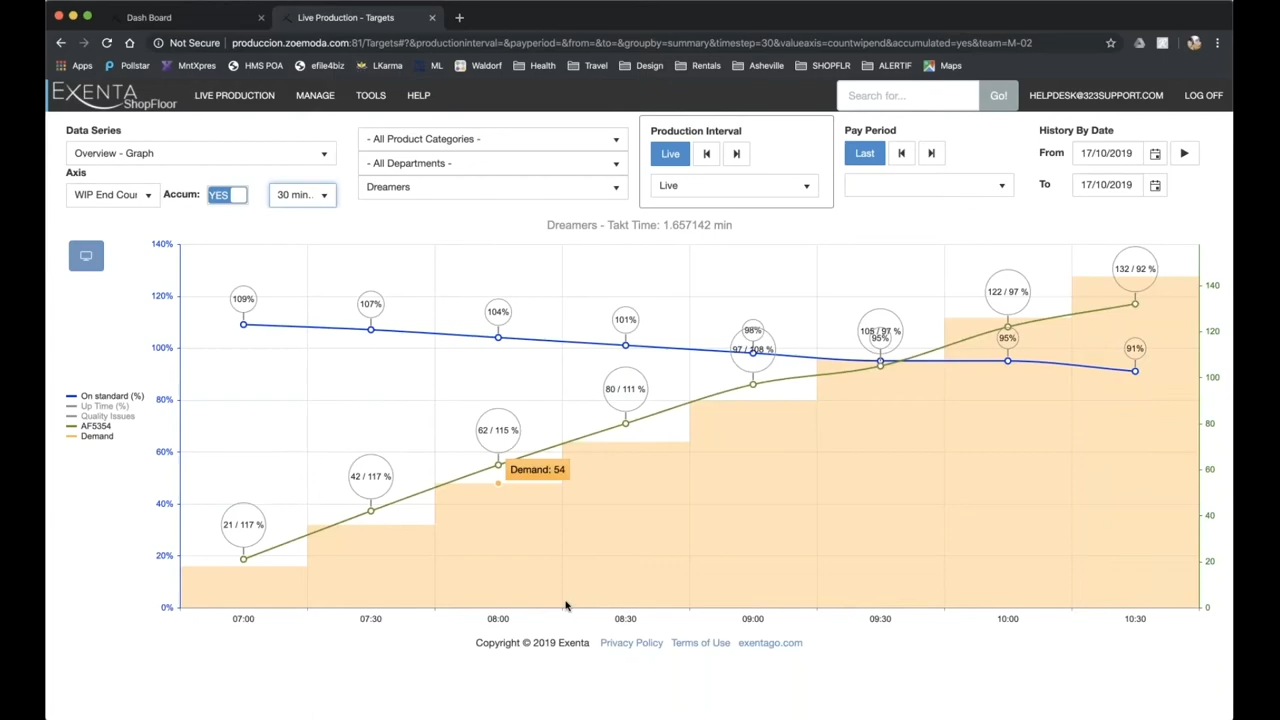 Dash Board
Live Production - Targets
Not Secure
produccion.zoemoda.com:81/Targets#?&productioninterval=&payperiod=&from=&to=&groupby=summary&timestep=30&valueaxis=countwipend&accumulated=yes&team=M-02
Apps
Pollstar
MntXpres
HMS POA
efile4biz
LKarma
ML
Waldorf
Health
Travel
Design
Rentals
Asheville
SHOPFLR
ALERTIF
Maps
EXENTA
ShopFloor
LIVE PRODUCTION
MANAGE
TOOLS
HELP
Search for...
Go!
HELPDESK@323SUPPORT.COM
LOG OFF
Data Series
Overview - Graph
Axis
WIP End Cour
Accum:
YES
30 min..
- All Product Categories -
- All Departments -
Dreamers
Production Interval
Live
Live
Pay Period
Last
History By Date
From
17/10/2019
To
17/10/2019
Dreamers - Takt Time: 1.657142 min
140%
120%
100%
80%
60%
40%
20%
0%
On standard (%)
Up Time (%)
Quality Issues
AF5354
Demand
109%
107%
104%
101%
98%
95%
95%
91%
21 / 117 %
42 / 117 %
62 / 115 %
80 / 111 %
97 / 108 %
122 / 97 %
132 / 92 %
Demand: 54
140
120
100
80
60
40
20
0
07:00
07:30
08:00
08:30
09:00
09:30
10:00
10:30
Copyright © 2019 Exenta
Privacy Policy
Terms of Use
exentago.com